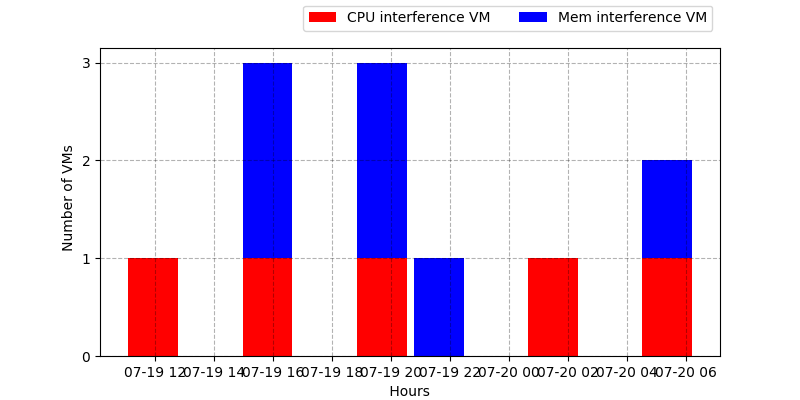 CPU interference VM Mem interference VM
3
2
1
0
Number of VMs
07-19 12 07-19 14 07-19 16 07-19 18 07-19 20 07-19 22 07-20 00 07-20 02 07-20 04 07-20 06
Hours